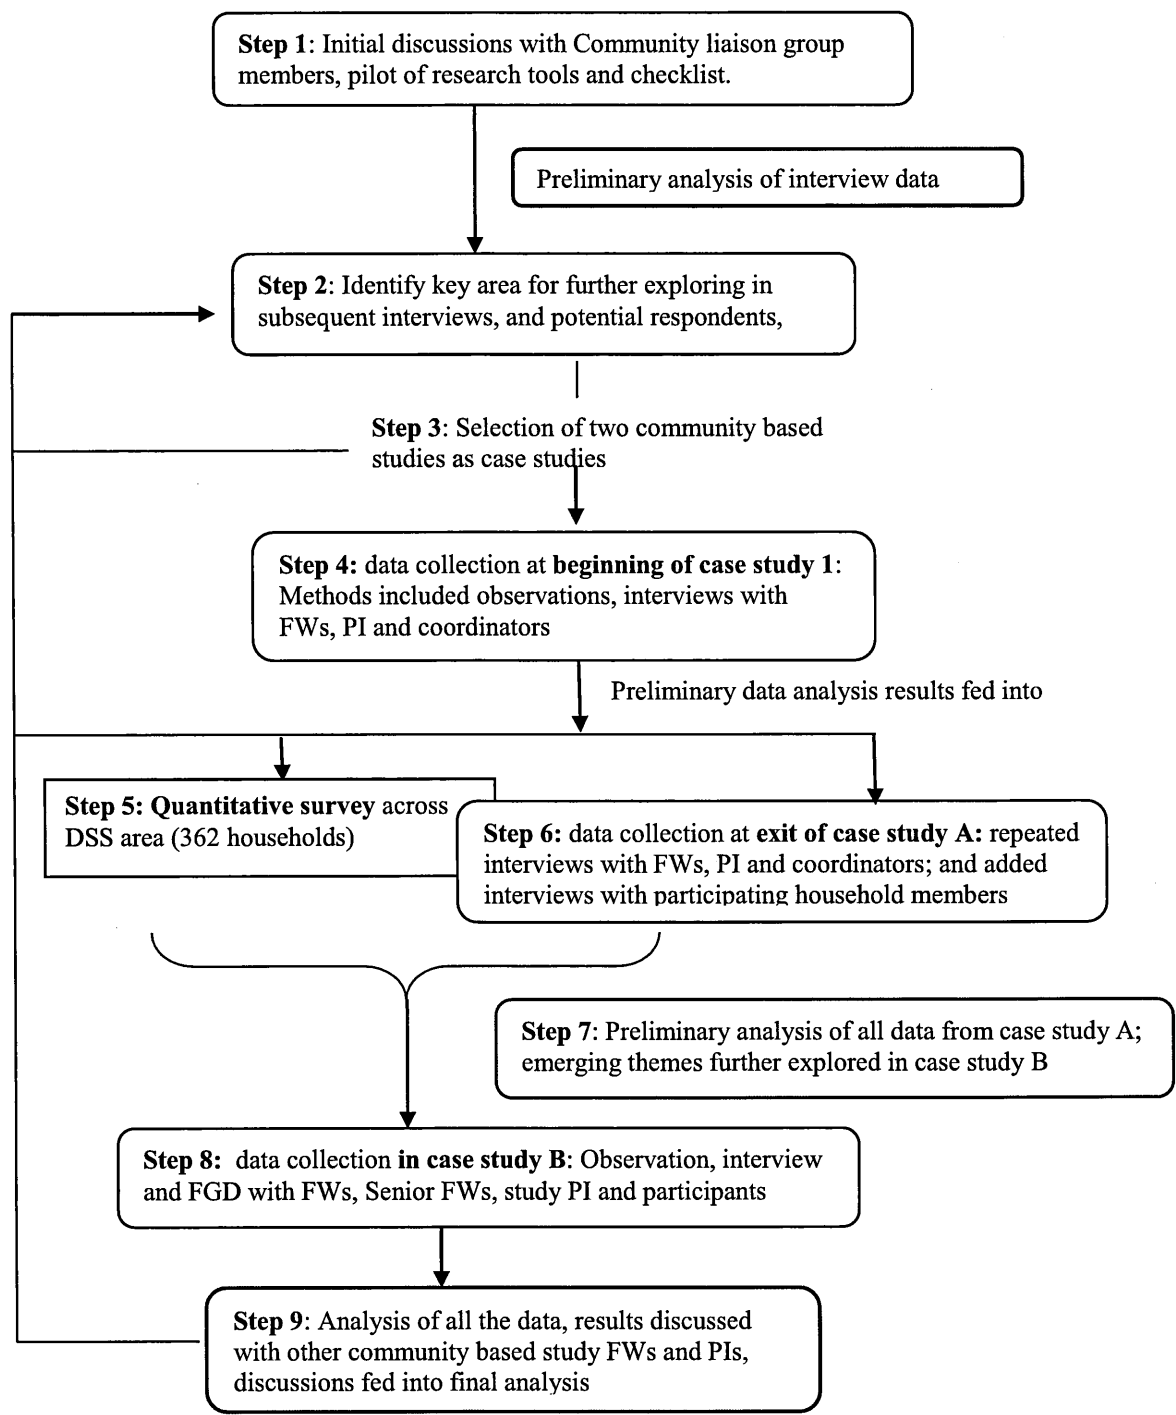 Step 1: Initial discussions with Community liaison group
members, pilot of research tools and checklist.
Preliminary analysis of interview data
Step 2: Identify key area for further exploring in
subsequent interviews, and potential respondents,
Step 3: Selection of two community based
studies as case studies
Step 4: data collection at beginning of case study 1:
Methods included observations, interviews with
FWs, PI and coordinators
Preliminary data analysis results fed into
Step 5: Quantitative survey across
DSS area (362 households)
Step 6: data collection at exit of case study A: repeated
interviews with FWs, PI and coordinators; and added
interviews with participating household members
Step 7: Preliminary analysis of all data from case study A;
emerging themes further explored in case study B
Step 8: data collection in case study B: Observation, interview
and FGD with FWs, Senior FWs, study PI and participants
Step 9: Analysis of all the data, results discussed
with other community based study FWs and PIs,
discussions fed into final analysis